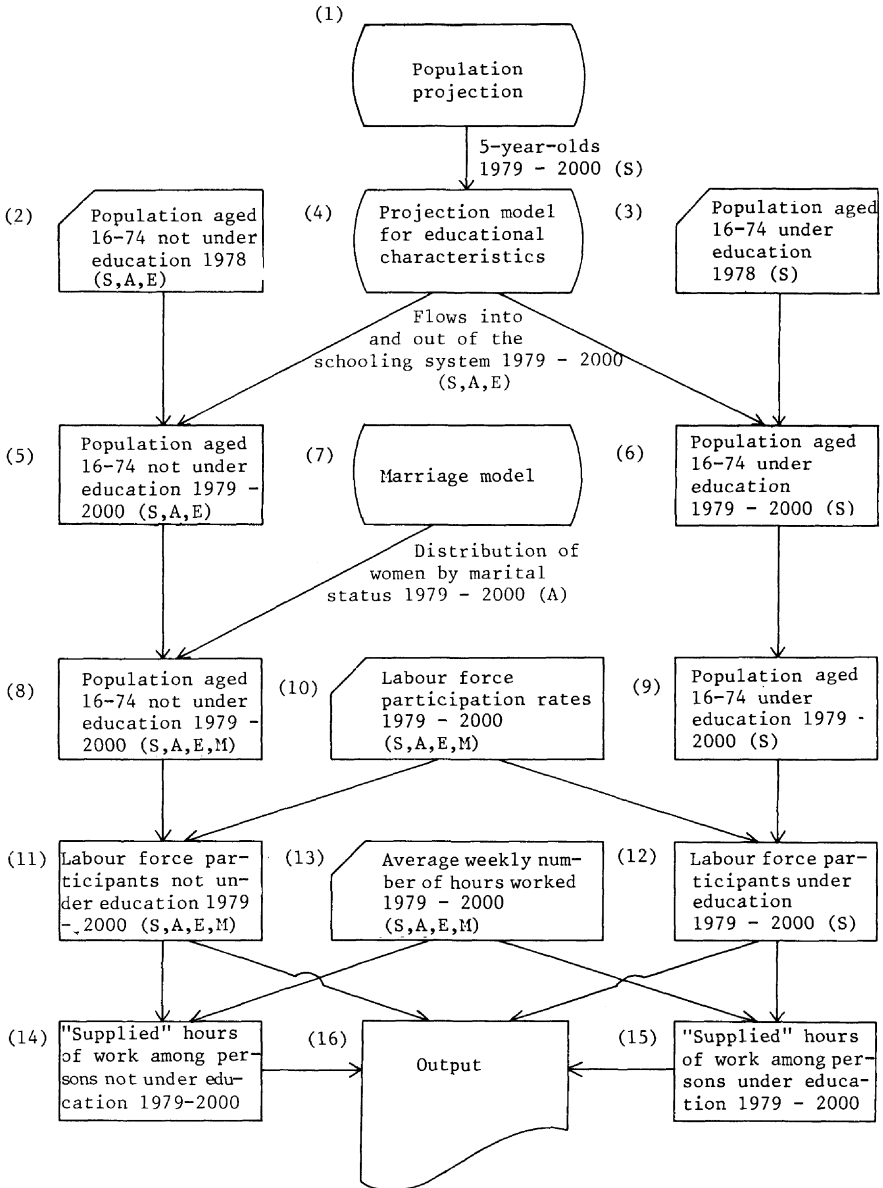 (1)
Population
projection
5-year-olds
1979 - 2000 (S)
(2)
Population aged
16-74 not under
education 1978
(S,A,E)
(4)
Projection model
for educational
characteristics
(3)
Population aged
16-74 under
education
1978 (S)
Flows into
and out of the
schooling system 1979 - 2000
(S,A,E)
(5)
Population aged
16-74 not under
education 1979 -
2000 (S,A,E)
(7)
Marriage model
(6)
Population aged
16-74 under
education
1979 - 2000 (S)
Distribution of
women by marital
status 1979 - 2000 (A)
(8)
Population aged
16-74 not under
education 1979 -
2000 (S,A,E,M)
(10)
Labour force
participation rates
1979 - 2000
(S,A,E,M)
(9)
Population aged
16-74 under
education 1979 -
2000 (S)
(11)
Labour force par-
ticipants not un-
der education 1979
- 2000 (S,A,E,M)
(13)
Average weekly num-
ber of hours worked
1979 - 2000
(S,A,E,M)
(12)
Labour force par-
ticipants under
education
1979 - 2000 (S)
(14)
"Supplied" hours
of work among per-
sons not under edu-
cation 1979-2000
(16)
Output
(15)
"Supplied" hours
of work among per-
sons under educa-
tion 1979 - 2000